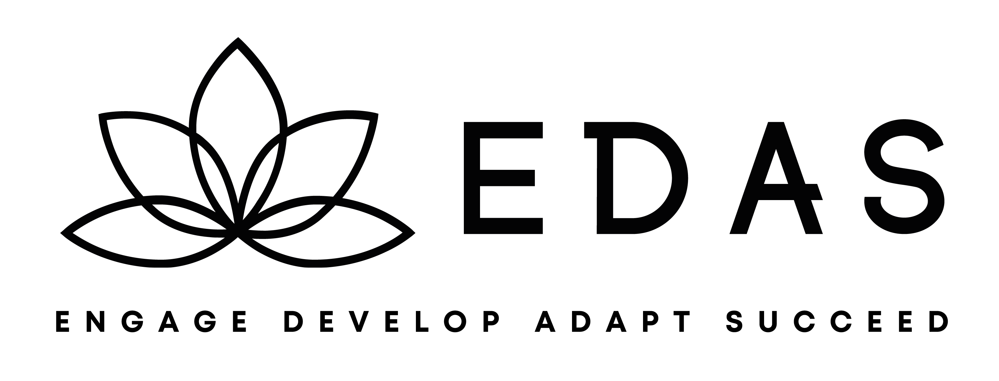 EDAS
ENGAGE DEVELOP ADAPT SUCCEED